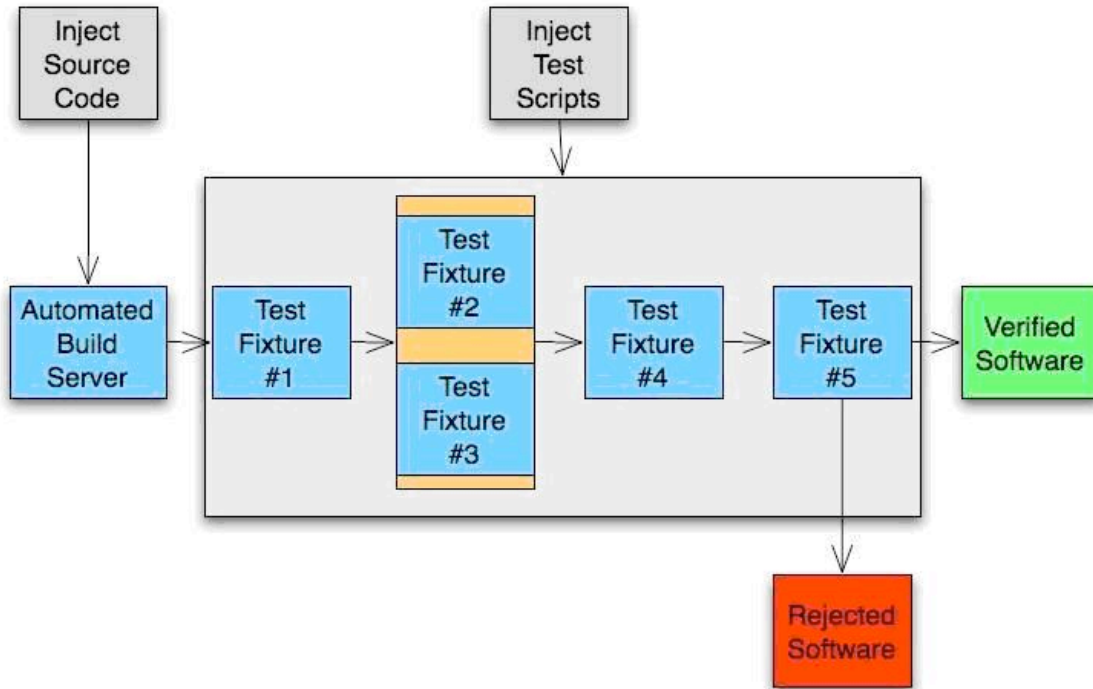 Inject
Source
Code
Inject
Test
Scripts
Automated
Build
Server
Test
Fixture
#1
Test
Fixture
#2
Test
Fixture
#3
Test
Fixture
#4
Test
Fixture
#5
Verified
Software
Rejected
Software